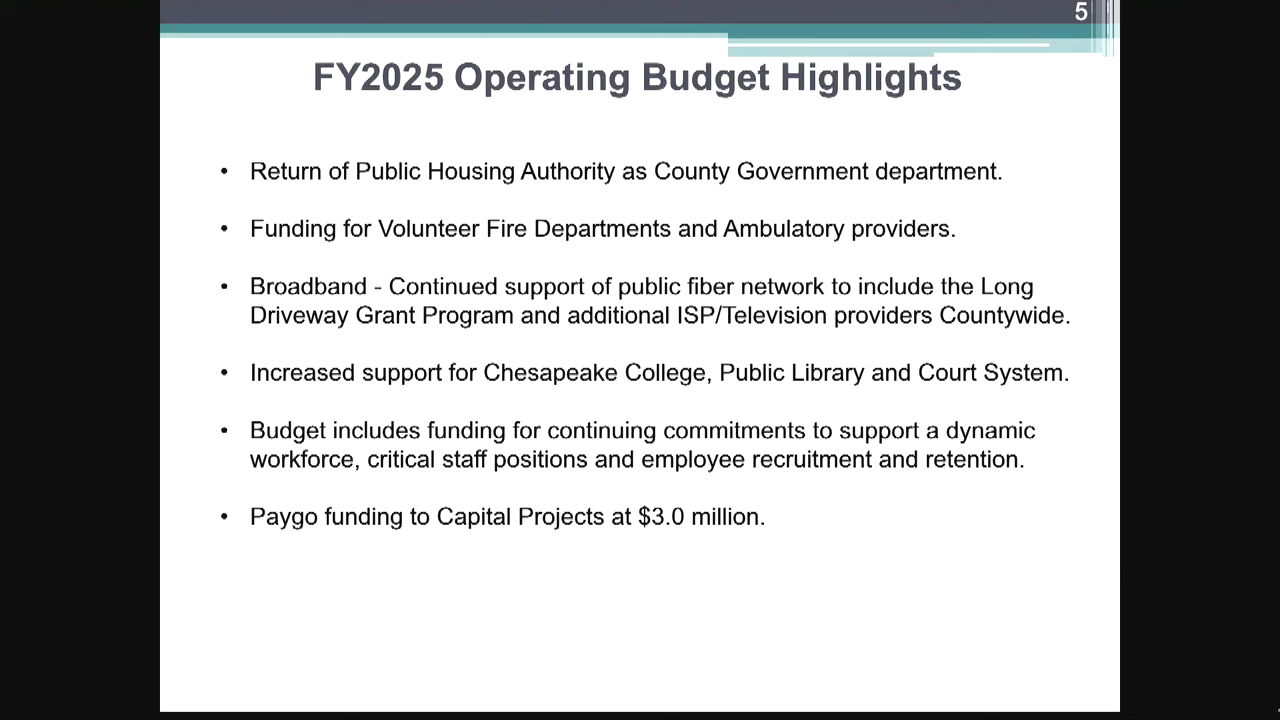 5
FY2025 Operating Budget Highlights
• Return of Public Housing Authority as County Government department.
• Funding for Volunteer Fire Departments and Ambulatory providers.
• Broadband - Continued support of public fiber network to include the Long
Driveway Grant Program and additional ISP/Television providers Countywide.
• Increased support for Chesapeake College, Public Library and Court System.
• Budget includes funding for continuing commitments to support a dynamic
workforce, critical staff positions and employee recruitment and retention.
• Paygo funding to Capital Projects at $3.0 million.